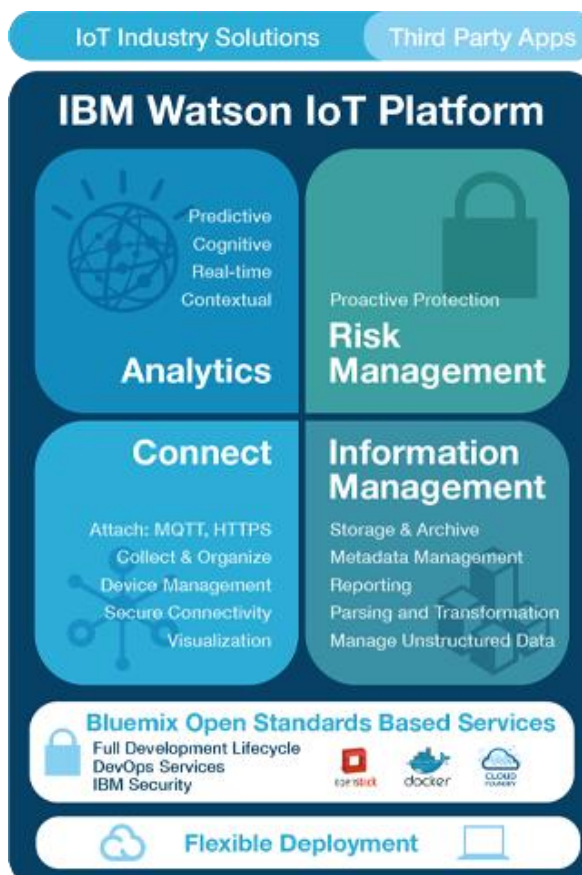 IoT Industry Solutions
Third Party Apps
IBM Watson IoT Platform
Predictive
Cognitive
Real-time
Contextual
Analytics
Proactive Protection
Risk
Management
Connect
Attach: MQTT, HTTPS
Collect & Organize
Device Management
Secure Connectivity
Visualization
Information
Management
Storage & Archive
Metadata Management
Reporting
Parsing and Transformation
Manage Unstructured Data
Bluemix Open Standards Based Services
Full Development Lifecycle
DevOps Services
IBM Security
openstack
docker
CLOUD
FOUNDRY
Flexible Deployment